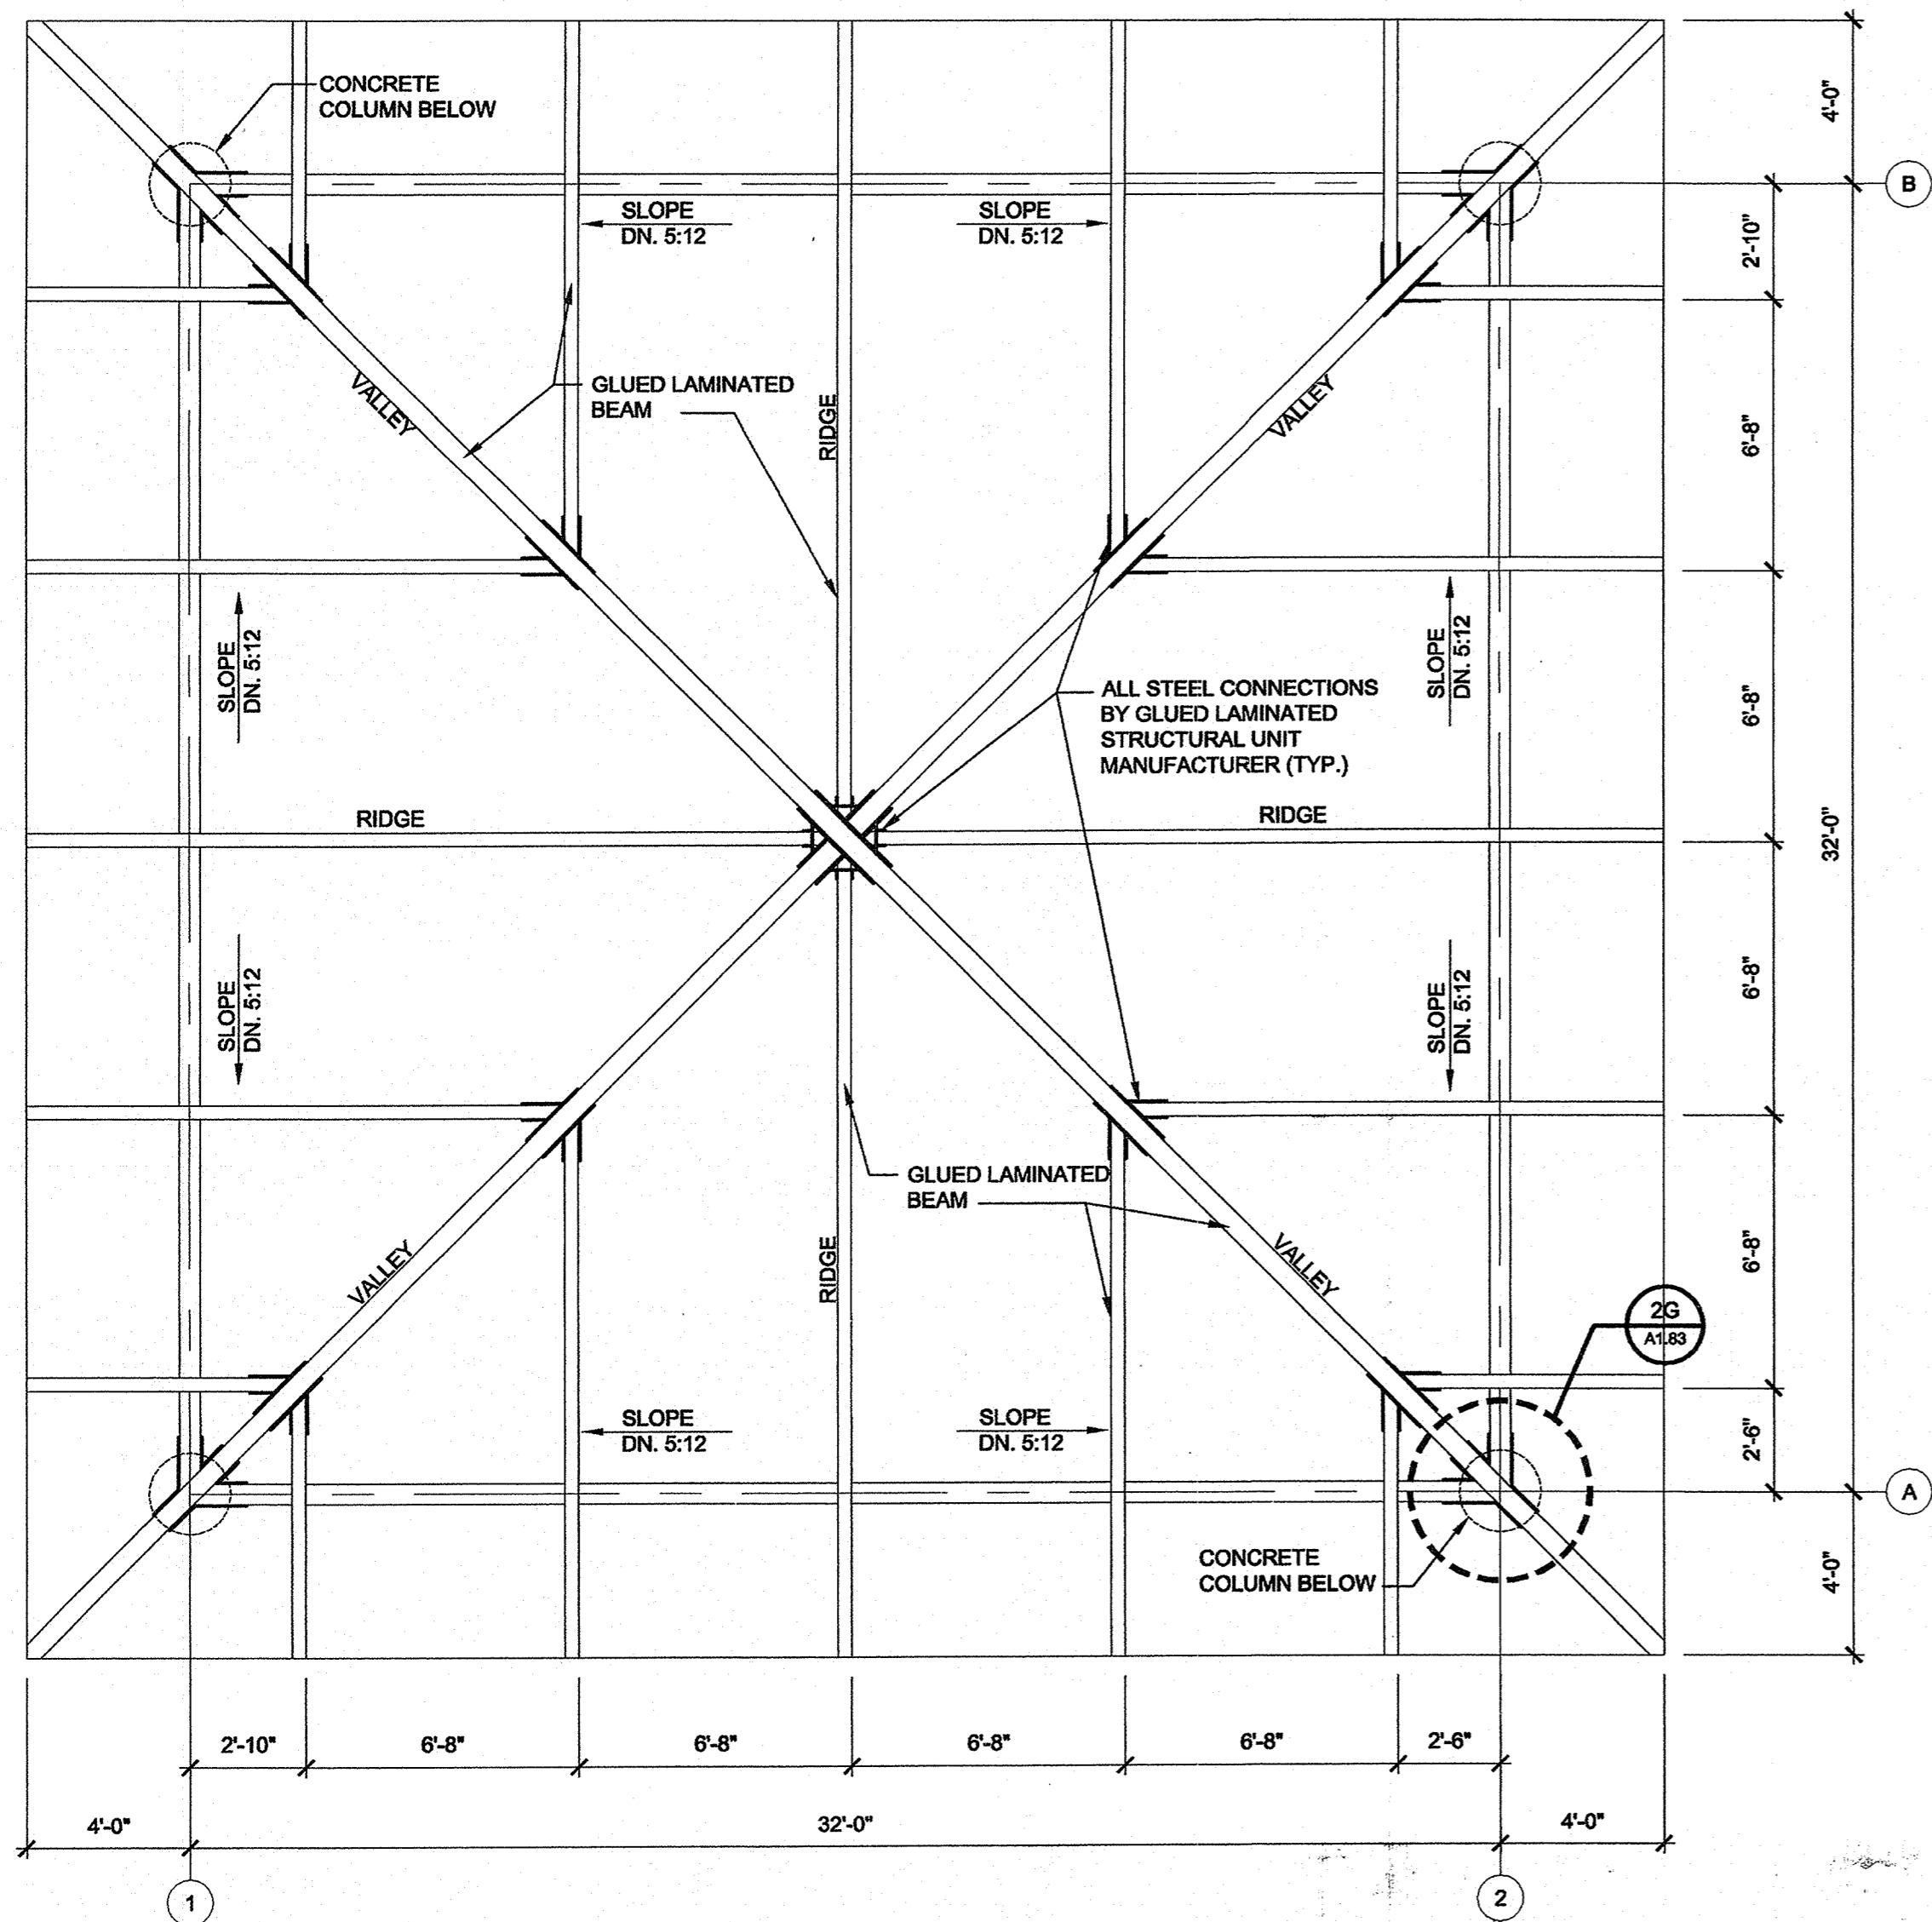 CONCRETE
COLUMN BELOW
4'-0"
B
SLOPE
DN. 5:12
SLOPE
DN. 5:12
2'-10"
GLUED LAMINATED
BEAM
VALLEY
RIDGE
VALLEY
6'-8"
SLOPE
DN. 5:12
SLOPE
DN. 5:12
ALL STEEL CONNECTIONS
BY GLUED LAMINATED
STRUCTURAL UNIT
MANUFACTURER (TYP.)
6'-8"
RIDGE
RIDGE
32'-0"
SLOPE
DN. 5:12
SLOPE
DN. 5:12
6'-8"
GLUED LAMINATED
BEAM
VALLEY
RIDGE
VALLEY
6'-8"
2G
A1.83
SLOPE
DN. 5:12
SLOPE
DN. 5:12
2'-6"
A
CONCRETE
COLUMN BELOW
4'-0"
2'-10"
6'-8"
6'-8"
6'-8"
6'-8"
2'-6"
4'-0"
32'-0"
4'-0"
1
2